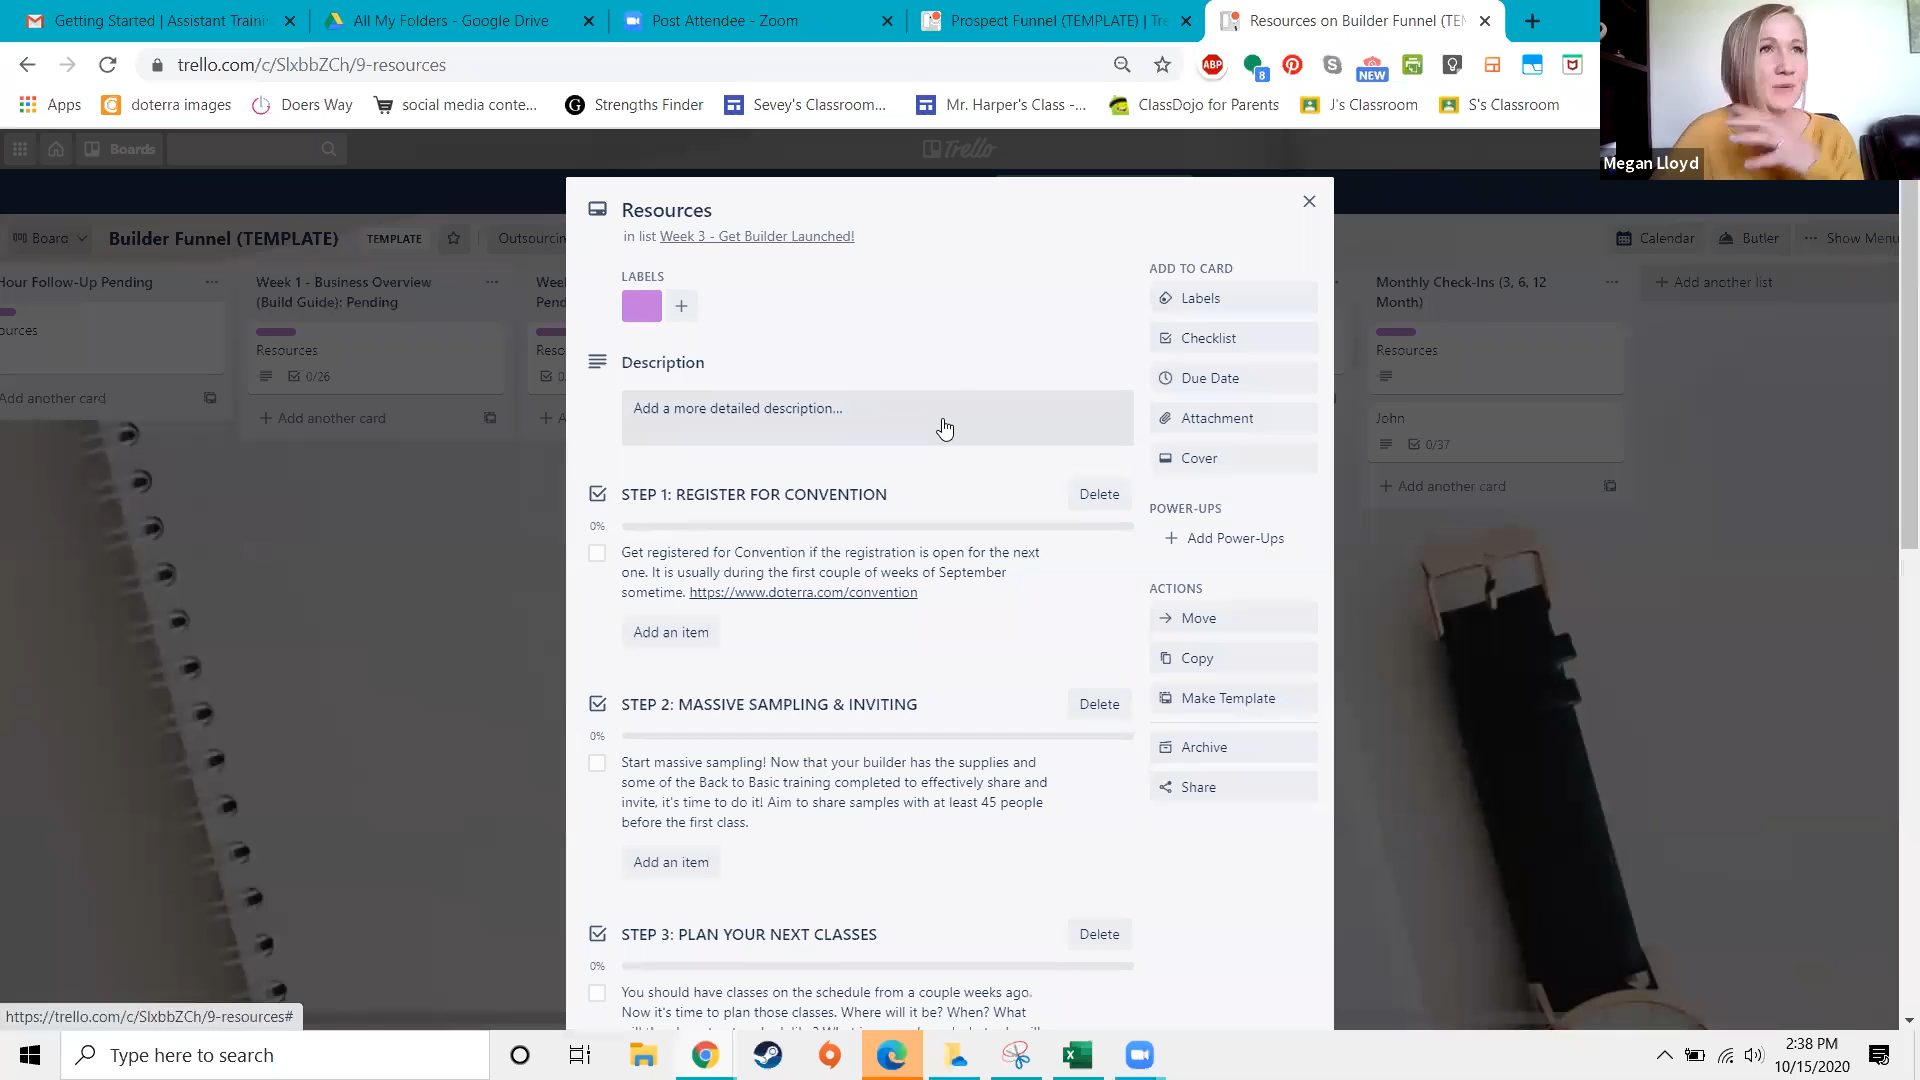 Getting Started | Assistant Traini
All My Folders - Google Drive
Post Attendee - Zoom
Prospect Funnel (TEMPLATE) | Tre
Resources on Builder Funnel (TEM
trello.com/c/SlxbbZCh/9-resources
ABP
8
NEW
Apps
doterra images
Doers Way
social media conte...
Strengths Finder
Sevey's Classroom...
Mr. Harper's Class -...
ClassDojo for Parents
J's Classroom
S's Classroom
Megan Lloyd
Boards
Trello
Board
Builder Funnel (TEMPLATE)
TEMPLATE
Calendar
Butler
Show Menu
Hour Follow-Up Pending
ources
Add another card
Week 1 - Business Overview
(Build Guide): Pending
Resources
0/26
Add another card
Resources
in list Week 3 - Get Builder Launched!
LABELS
Description
Add a more detailed description...
STEP 1: REGISTER FOR CONVENTION
Delete
0%
Get registered for Convention if the registration is open for the next
one. It is usually during the first couple of weeks of September
sometime. https://www.doterra.com/convention
Add an item
STEP 2: MASSIVE SAMPLING & INVITING
Delete
0%
Start massive sampling! Now that your builder has the supplies and
some of the Back to Basic training completed to effectively share and
invite, it's time to do it! Aim to share samples with at least 45 people
before the first class.
Add an item
STEP 3: PLAN YOUR NEXT CLASSES
Delete
0%
You should have classes on the schedule from a couple weeks ago.
Now it's time to plan those classes. Where will it be? When? What
ADD TO CARD
Labels
Checklist
Due Date
Attachment
Cover
POWER-UPS
Add Power-Ups
ACTIONS
Move
Copy
Make Template
Archive
Share
Monthly Check-Ins (3, 6, 12
Month)
Resources
John
0/37
Add another card
Add another list
https://trello.com/c/SlxbbZCh/9-resources#
Type here to search
2:38 PM
10/15/2020